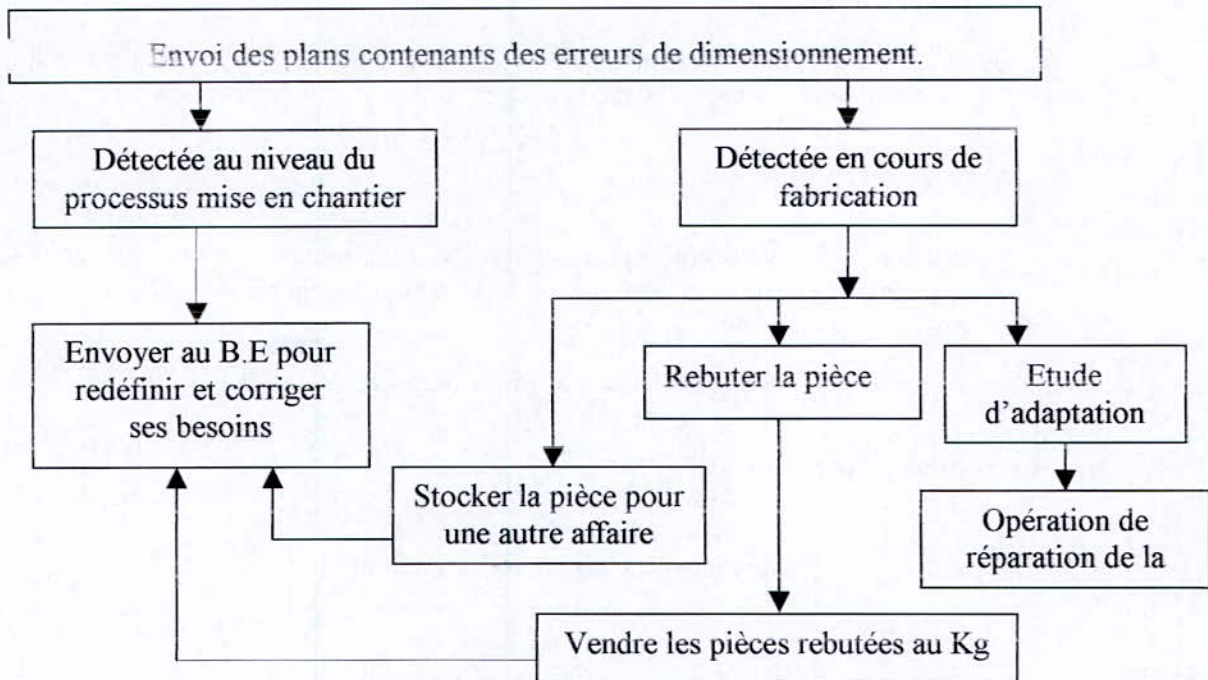 Envoi des plans contenants des erreurs de dimensionnement.
Détectée au niveau du
processus mise en chantier
Détectée en cours de
fabrication
Envoyer au B.E pour
redéfinir et corriger
ses besoins
Rebuter la pièce
Etude
d'adaptation
Stocker la pièce pour
une autre affaire
Opération de
réparation de la
Vendre les pièces rebutées au Kg